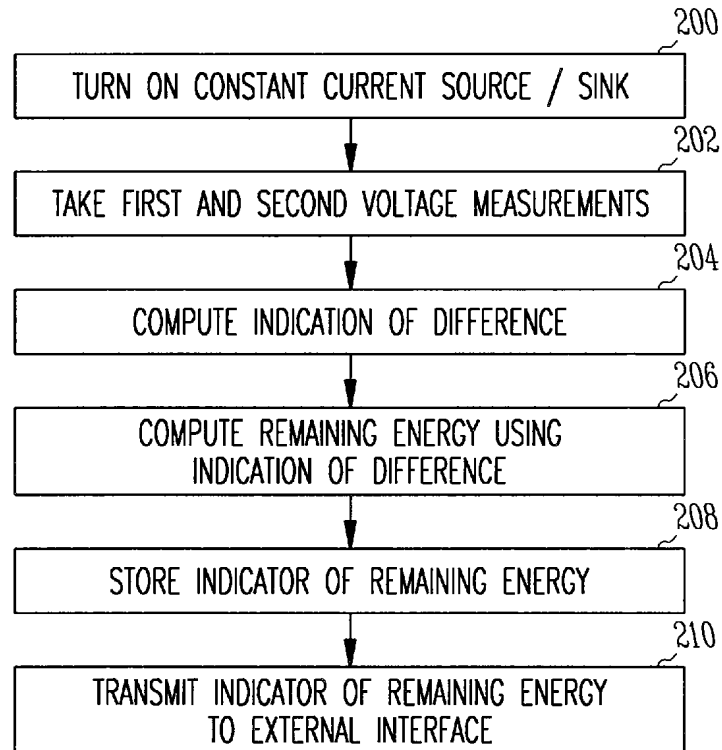 200
TURN ON CONSTANT CURRENT SOURCE / SINK
202
TAKE FIRST AND SECOND VOLTAGE MEASUREMENTS
204
COMPUTE INDICATION OF DIFFERENCE
206
COMPUTE REMAINING ENERGY USING
INDICATION OF DIFFERENCE
208
STORE INDICATOR OF REMAINING ENERGY
210
TRANSMIT INDICATOR OF REMAINING ENERGY
TO EXTERNAL INTERFACE